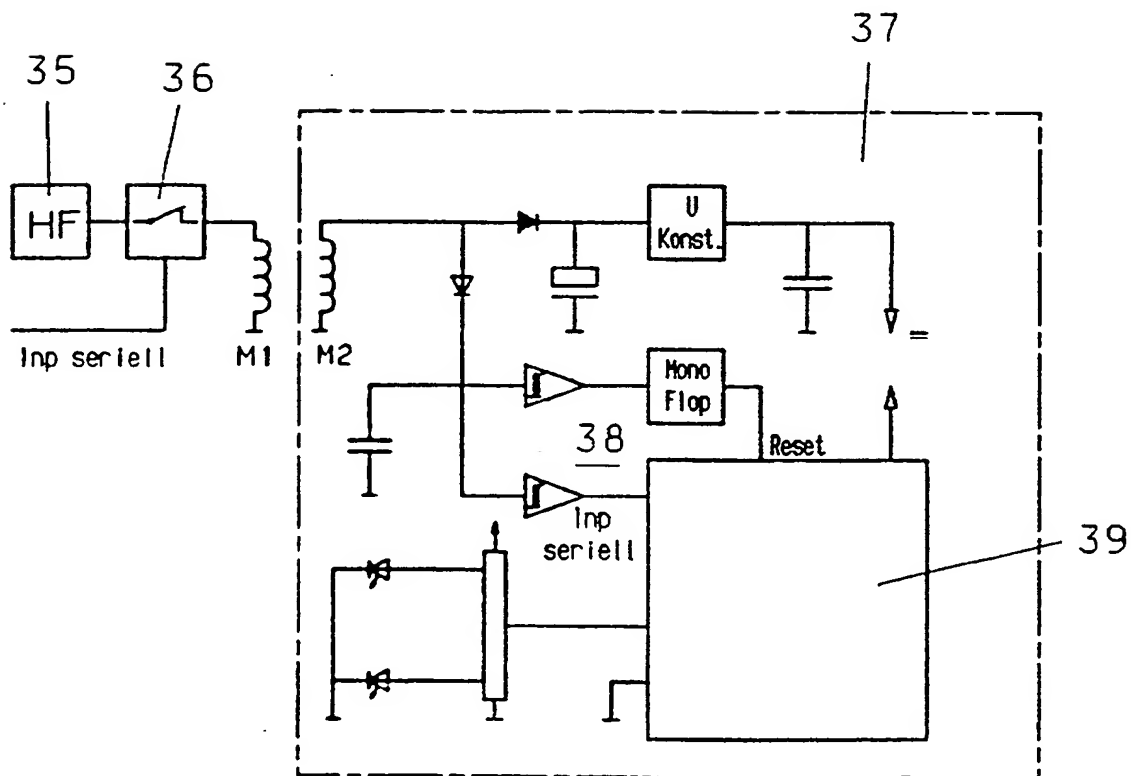 37
35
36
HF
U
Konst.
Inp seriell
M1
M2
=
Mono
Flop
38
Reset
Inp
seriell
39